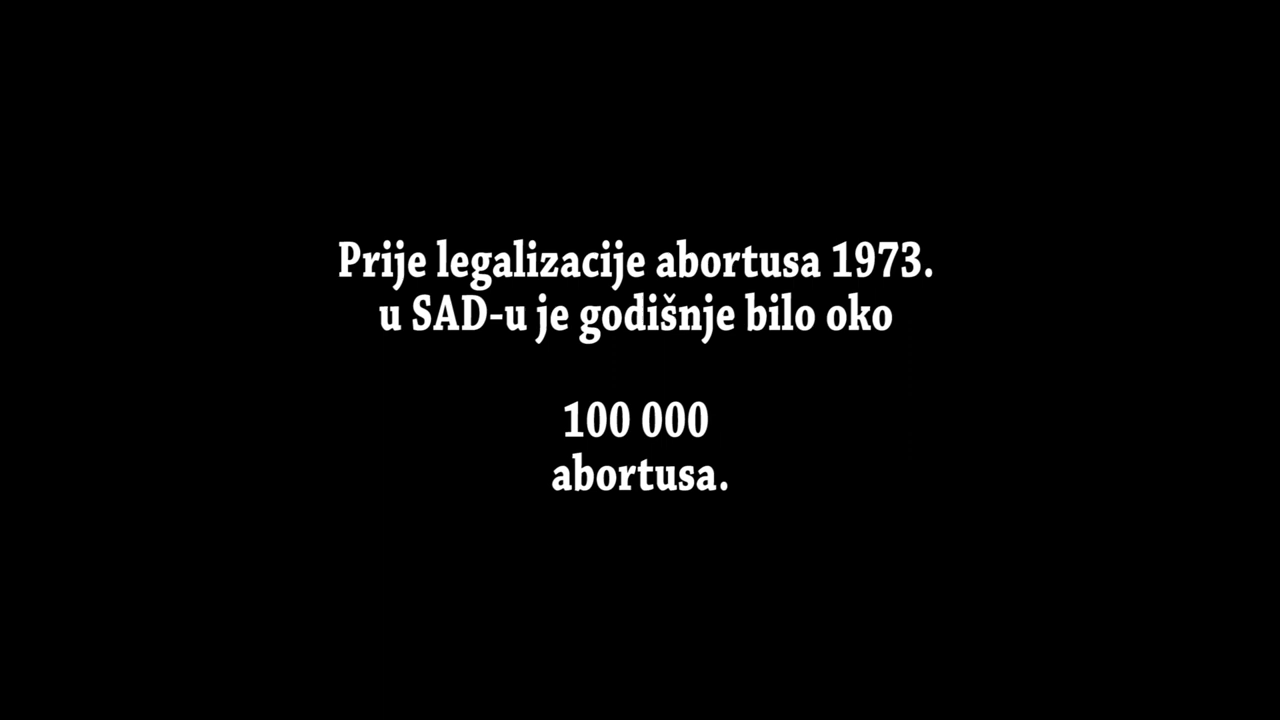 Prije legalizacije abortusa 1973.
u SAD-u je godišnje bilo oko
100 000
abortusa.